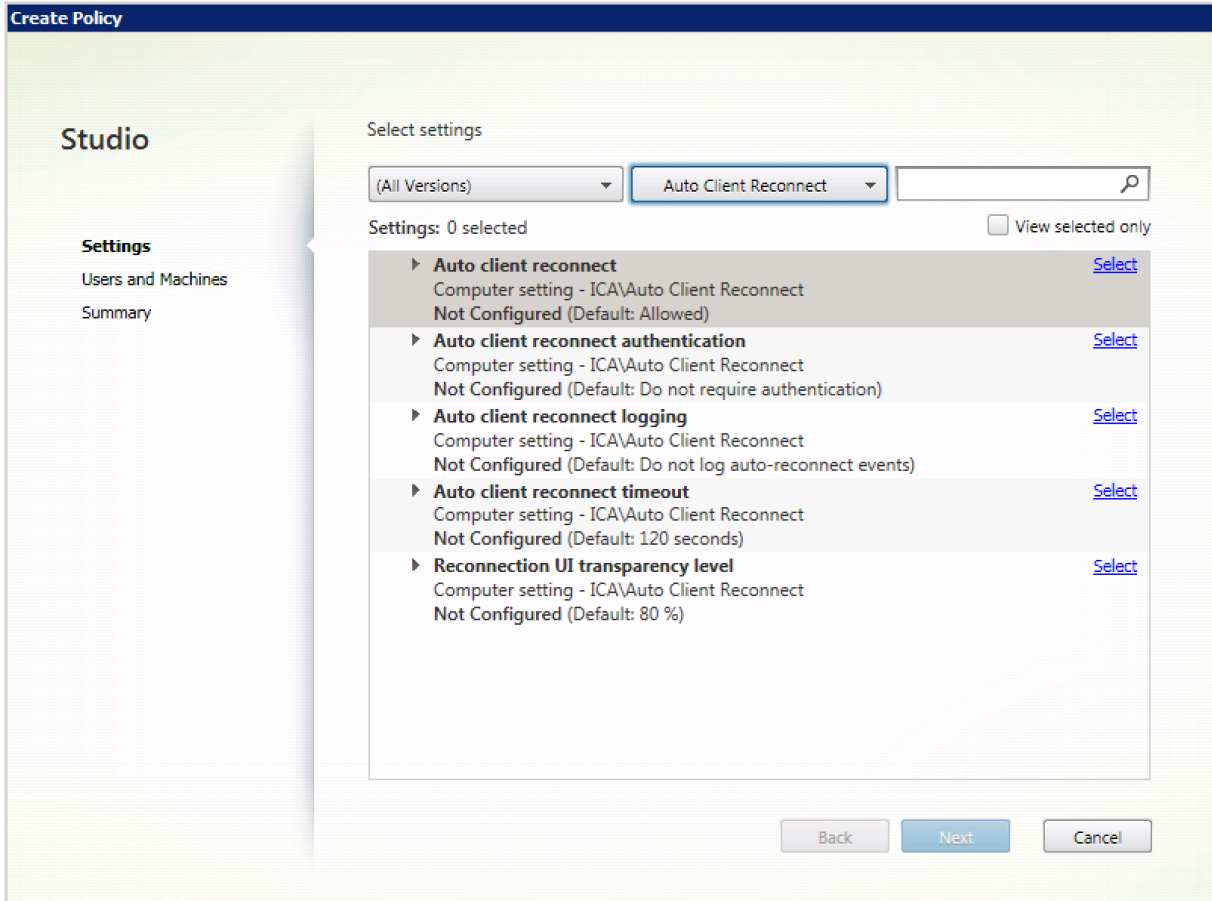 Create Policy
Studio
Settings
Users and Machines
Summary
Select settings
(All Versions)
Auto Client Reconnect
Settings: 0 selected
View selected only
Auto client reconnect
Select
Computer setting - ICA\Auto Client Reconnect
Not Configured (Default: Allowed)
Auto client reconnect authentication
Select
Computer setting - ICA\Auto Client Reconnect
Not Configured (Default: Do not require authentication)
Auto client reconnect logging
Select
Computer setting - ICA\Auto Client Reconnect
Not Configured (Default: Do not log auto-reconnect events)
Auto client reconnect timeout
Select
Computer setting - ICA\Auto Client Reconnect
Not Configured (Default: 120 seconds)
Reconnection UI transparency level
Select
Computer setting - ICA\Auto Client Reconnect
Not Configured (Default: 80 %)
Back
Next
Cancel